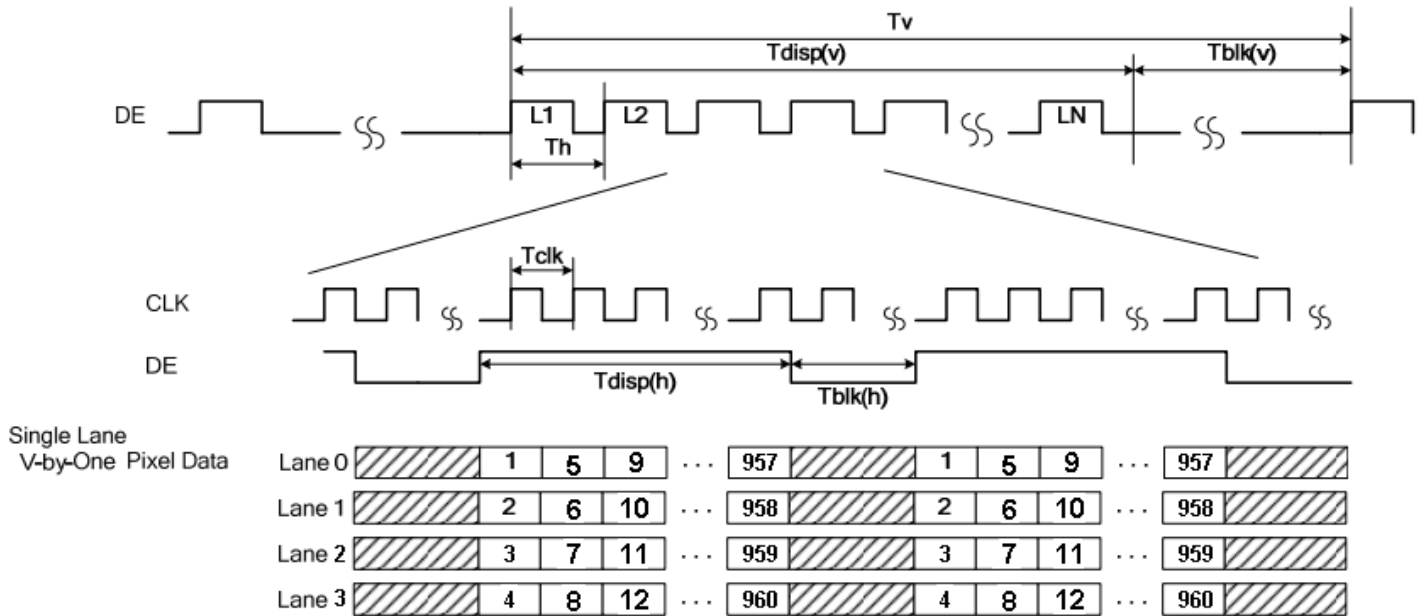 Tv
Tdisp(v) Tblk(v)
DE L1 L2 LN
Th
Tclk
CLK
DE
Tdisp(h) Tblk(h)
Single Lane
V-by-One Pixel Data
Lane 0 1 5 9 ... 957 1 5 9 ... 957
Lane 1 2 6 10 ... 958 2 6 10 ... 958
Lane 2 3 7 11 ... 959 3 7 11 ... 959
Lane 3 4 8 12 ... 960 4 8 12 ... 960